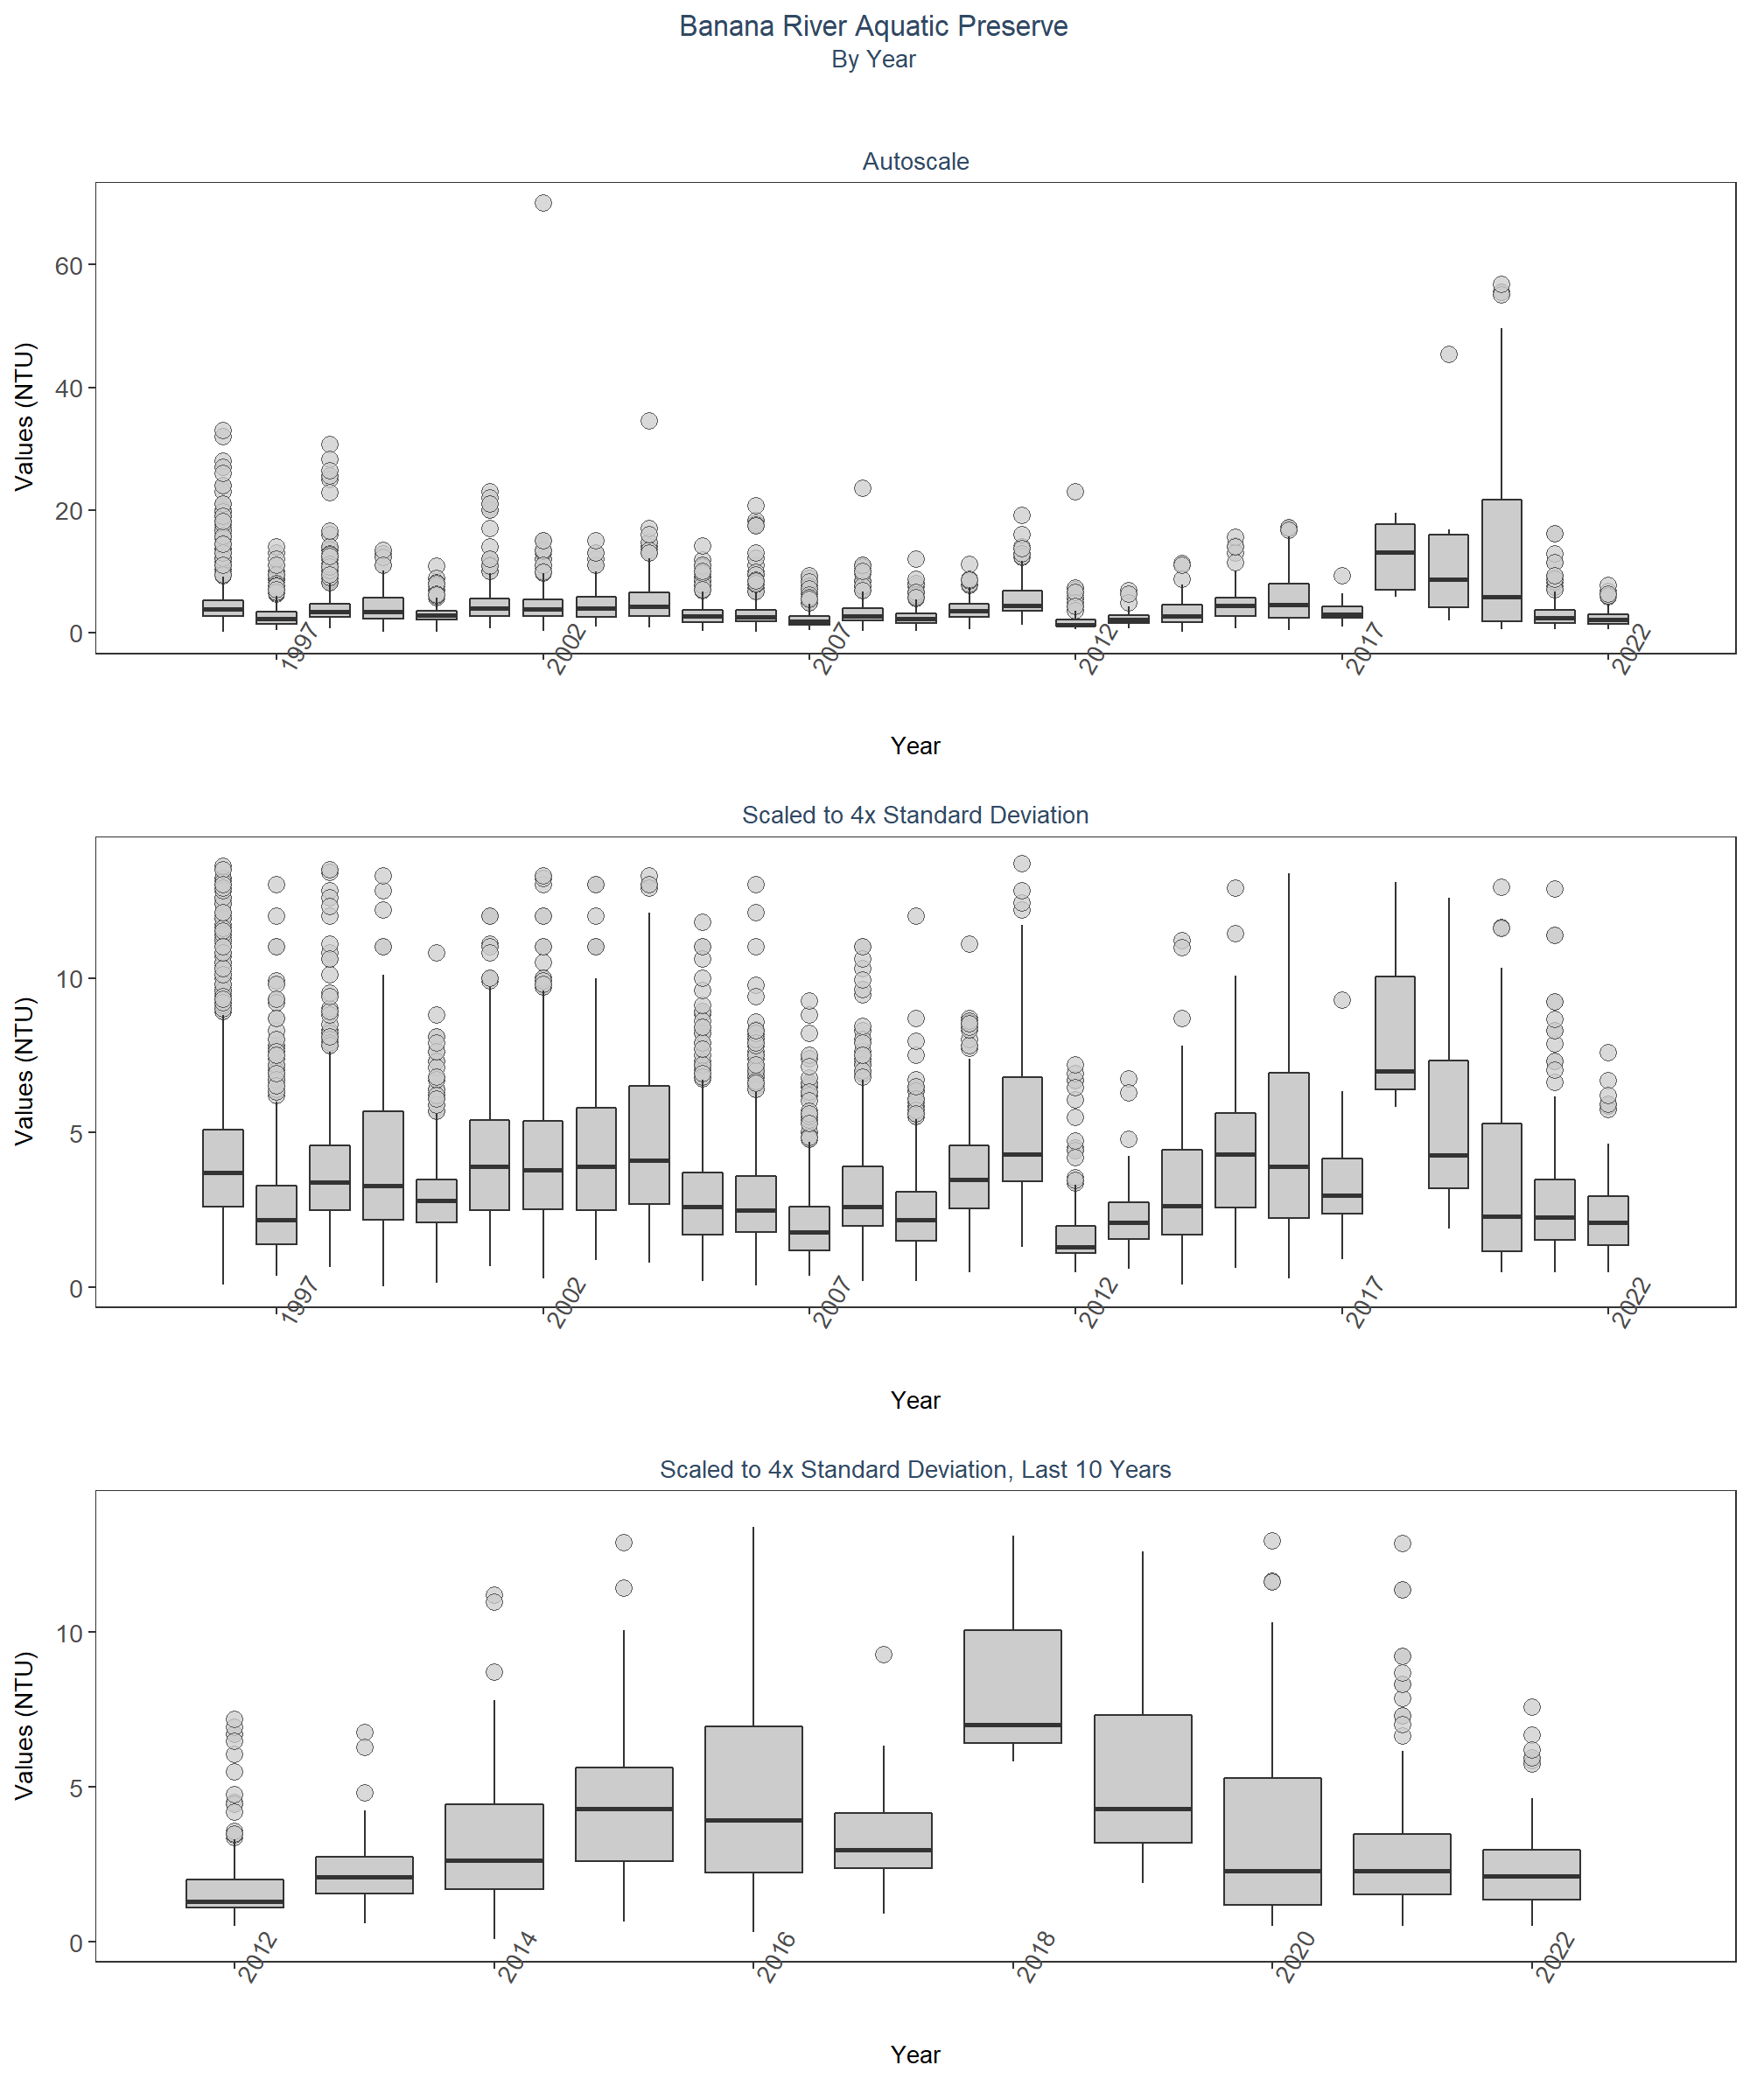 Banana River Aquatic Preserve
By Year
Autoscale
Values (NTU)
60
40
20
0
1997 2002 2007 2012 2017 2022
Year
Scaled to 4x Standard Deviation
Values (NTU)
10
5
0
1997 2002 2007 2012 2017 2022
Year
Scaled to 4x Standard Deviation, Last 10 Years
Values (NTU)
10
5
0
2012 2014 2016 2018 2020 2022
Year